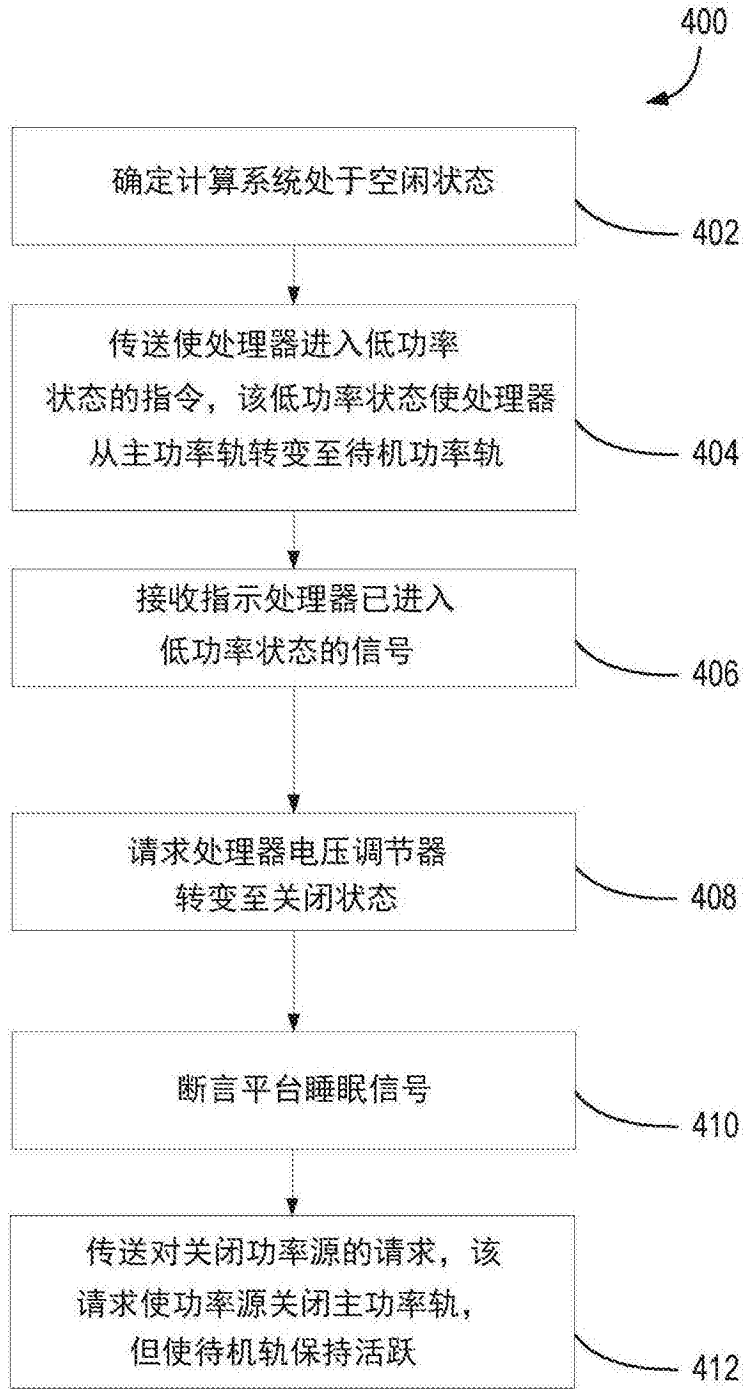 400
确定计算系统处于空闲状态
402
传送使处理器进入低功率
状态的指令，该低功率状态使处理器
从主功率轨转变至待机功率轨
404
接收指示处理器已进入
低功率状态的信号
406
请求处理器电压调节器
转变至关闭状态
408
断言平台睡眠信号
410
传送对关闭功率源的请求，该
请求使功率源关闭主功率轨，
但使待机轨保持活跃
412